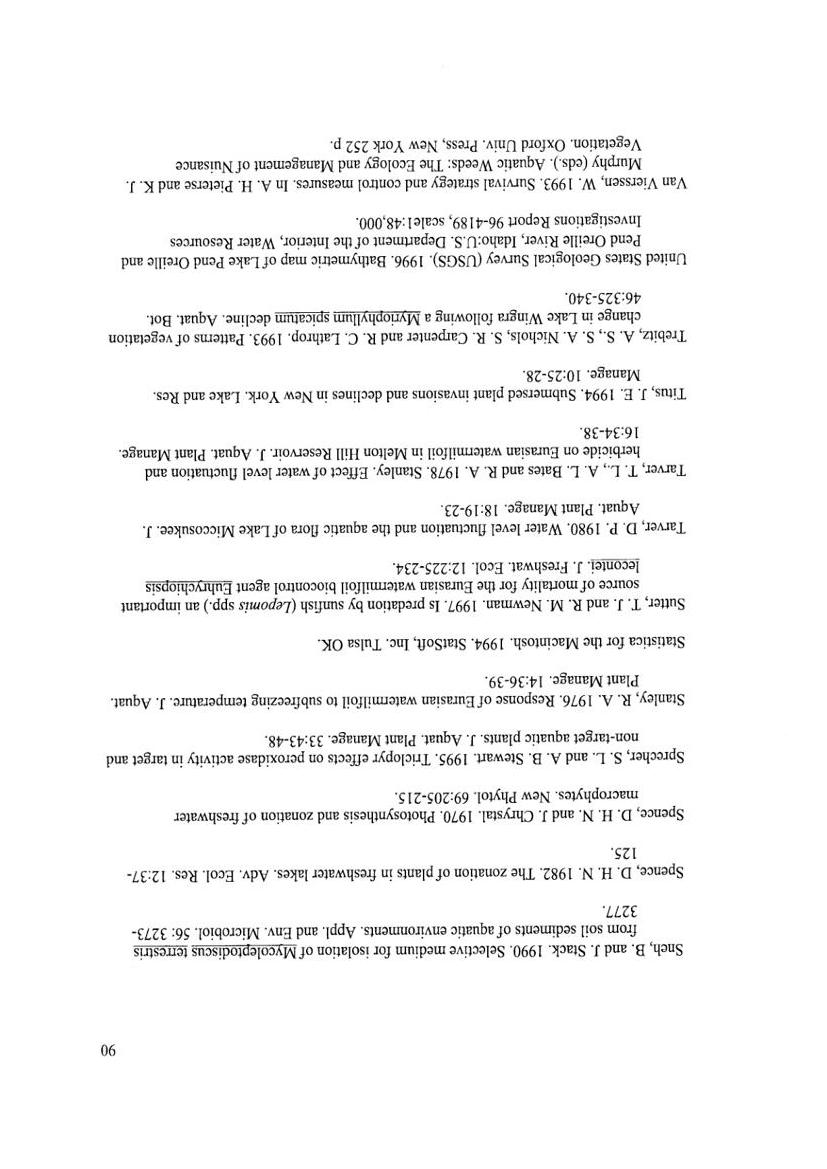 90
Sneh, B. and J. Stack. 1990. Selective medium for isolation of Mycoleptodiscus terrestris
from soil sediments of aquatic environments. Appl. and Env. Microbiol. 56: 3273-
3277.
Spence, D. H. N. 1982. The zonation of plants in freshwater lakes. Adv. Ecol. Res. 12:37-
125.
Spence, D. H. N. and J. Chrystal. 1970. Photosynthesis and zonation of freshwater
macrophytes. New Phytol. 69:205-215.
Sprecher, S. L. and A. B. Stewart. 1995. Triclopyr effects on peroxidase activity in target and
non-target aquatic plants. J. Aquat. Plant Manage. 33:43-48.
Stanley, R. A. 1976. Response of Eurasian watermilfoil to subfreezing temperature. J. Aquat.
Plant Manage. 14:36-39.
Statistica for the Macintosh. 1994. StatSoft, Inc. Tulsa OK.
Sutter, T. J. and R. M. Newman. 1997. Is predation by sunfish (Lepomis spp.) an important
source of mortality for the Eurasian watermilfoil biocontrol agent Euhrychiopsis
lecontei. J. Freshwat. Ecol. 12:225-234.
Tarver, D. P. 1980. Water level fluctuation and the aquatic flora of Lake Miccosukee. J.
Aquat. Plant Manage. 18:19-23.
Tarver, T. L., A. L. Bates and R. A. 1978. Stanley. Effect of water level fluctuation and
herbicide on Eurasian watermilfoil in Melton Hill Reservoir. J. Aquat. Plant Manage.
16:34-38.
Titus, J. E. 1994. Submersed plant invasions and declines in New York. Lake and Res.
Manage. 10:25-28.
Trebitz, A. S., S. A. Nichols, S. R. Carpenter and R. C. Lathrop. 1993. Patterns of vegetation
change in Lake Wingra following a Myriophyllum spicatum decline. Aquat. Bot.
46:325-340.
United States Geological Survey (USGS). 1996. Bathymetric map of Lake Pend Oreille and
Pend Oreille River, Idaho:U.S. Department of the Interior, Water Resources
Investigations Report 96-4189, scale1:48,000.
Van Vierssen, W. 1993. Survival strategy and control measures. In A. H. Pieterse and K. J.
Murphy (eds.). Aquatic Weeds: The Ecology and Management of Nuisance
Vegetation. Oxford Univ. Press, New York 252 p.